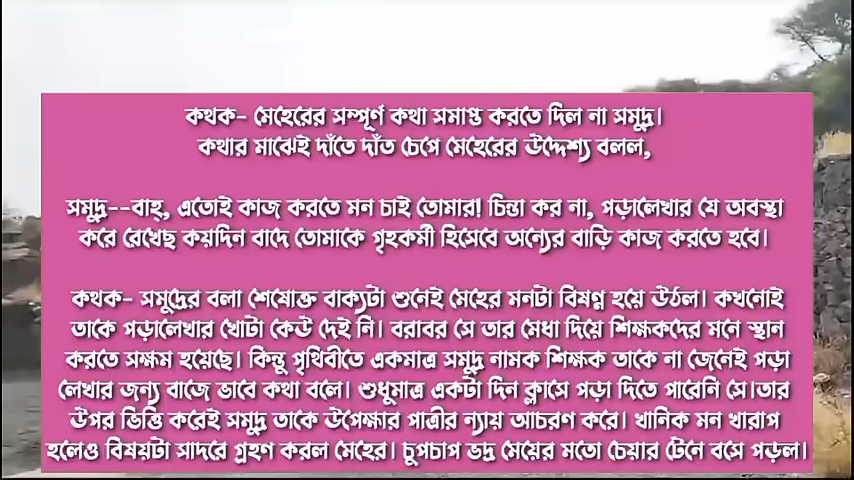 কথক- মেহেরের সম্পূর্ণ কথা সমাপ্ত করতে দিল না সমুদ্র।
কথার মাঝেই দাঁতে দাঁত চেপে মেহেরের উদ্দেশ্য বলল,
সমুদ্র--বাহ্, এতোই কাজ করতে মন চাই তোমার! চিন্তা কর না, পড়ালেখার যে অবস্থা
করে রেখেছ কয়দিন বাদে তোমাকে গৃহকর্মী হিসেবে অন্যের বাড়ি কাজ করতে হবে।
কথক- সমুদ্রের বলা শেষোক্ত বাক্যটা শুনেই মেহের মনটা বিষণ্ন হয়ে উঠল। কখনোই
তাকে পড়ালেখার খোটা কেউ দেই নি। বরাবর সে তার মেধা দিয়ে শিক্ষকদের মনে স্থান
করতে সক্ষম হয়েছে। কিন্তু পৃথিবীতে একমাত্র সমুদ্র নামক শিক্ষক তাকে না জেনেই পড়া
লেখার জন্য বাজে ভাবে কথা বলে। শুধুমাত্র একটা দিন ক্লাসে পড়া দিতে পারেনি সে।তার
উপর ভিত্তি করেই সমুদ্র তাকে উপেক্ষার পাত্রীর ন্যায় আচরণ করে। খানিক মন খারাপ
হলেও বিষয়টা সাদরে গ্রহণ করল মেহের। চুপচাপ ভদ্র মেয়ের মতো চেয়ার টেনে বসে পড়ল।